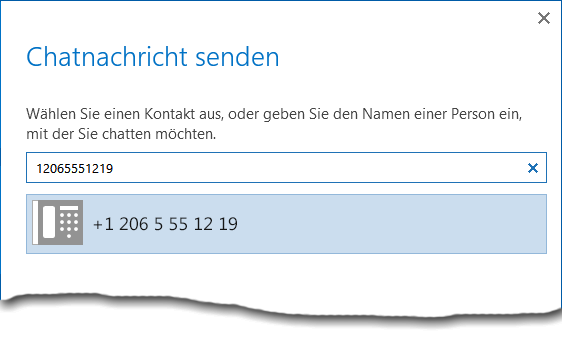 Chatnachricht senden
Wählen Sie einen Kontakt aus, oder geben Sie den Namen einer Person ein,
mit der Sie chatten möchten.
12065551219
+1 206 5 55 12 19